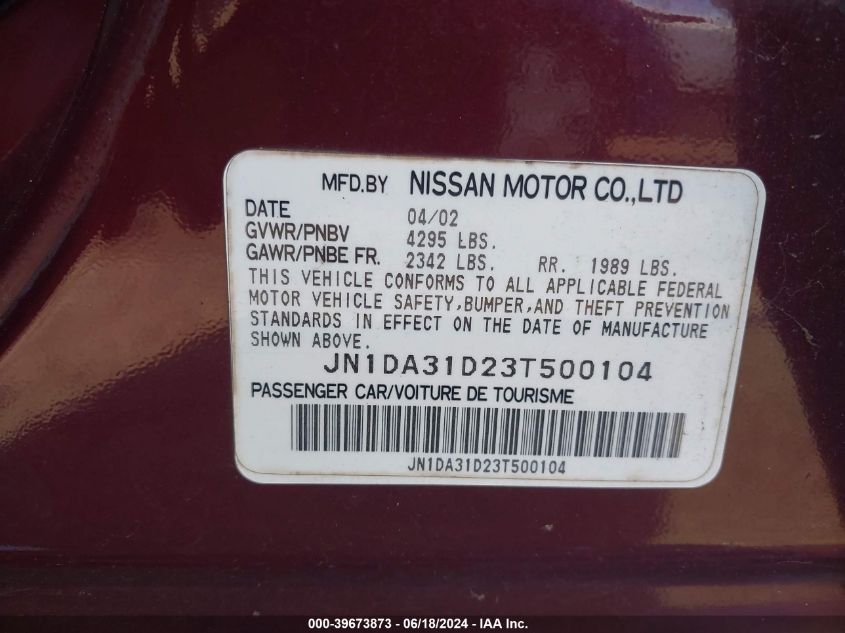 MFD.BY NISSAN MOTOR CO.,LTD
DATE 04/02
GVWR/PNBV 4295 LBS.
GAWR/PNBE FR. 2342 LBS. RR. 1989 LBS.
THIS VEHICLE CONFORMS TO ALL APPLICABLE FEDERAL
MOTOR VEHICLE SAFETY,BUMPER,AND THEFT PREVENTION
STANDARDS IN EFFECT ON THE DATE OF MANUFACTURE
SHOWN ABOVE.
JN1DA31D23T500104
PASSENGER CAR/VOITURE DE TOURISME
JN1DA31D23T500104
000-39673873 - 06/18/2024 - IAAI.com